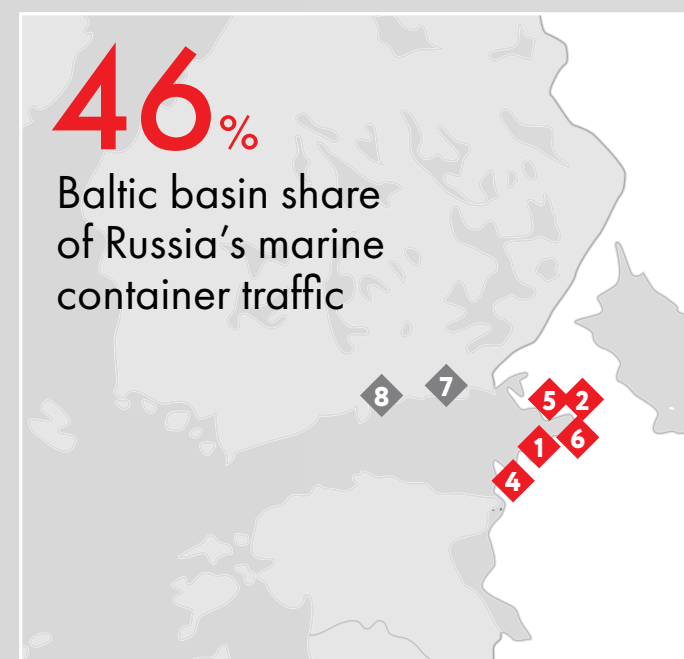 46%
Baltic basin share
of Russia’s marine
container traffic
7
8
5 2
6
1
4